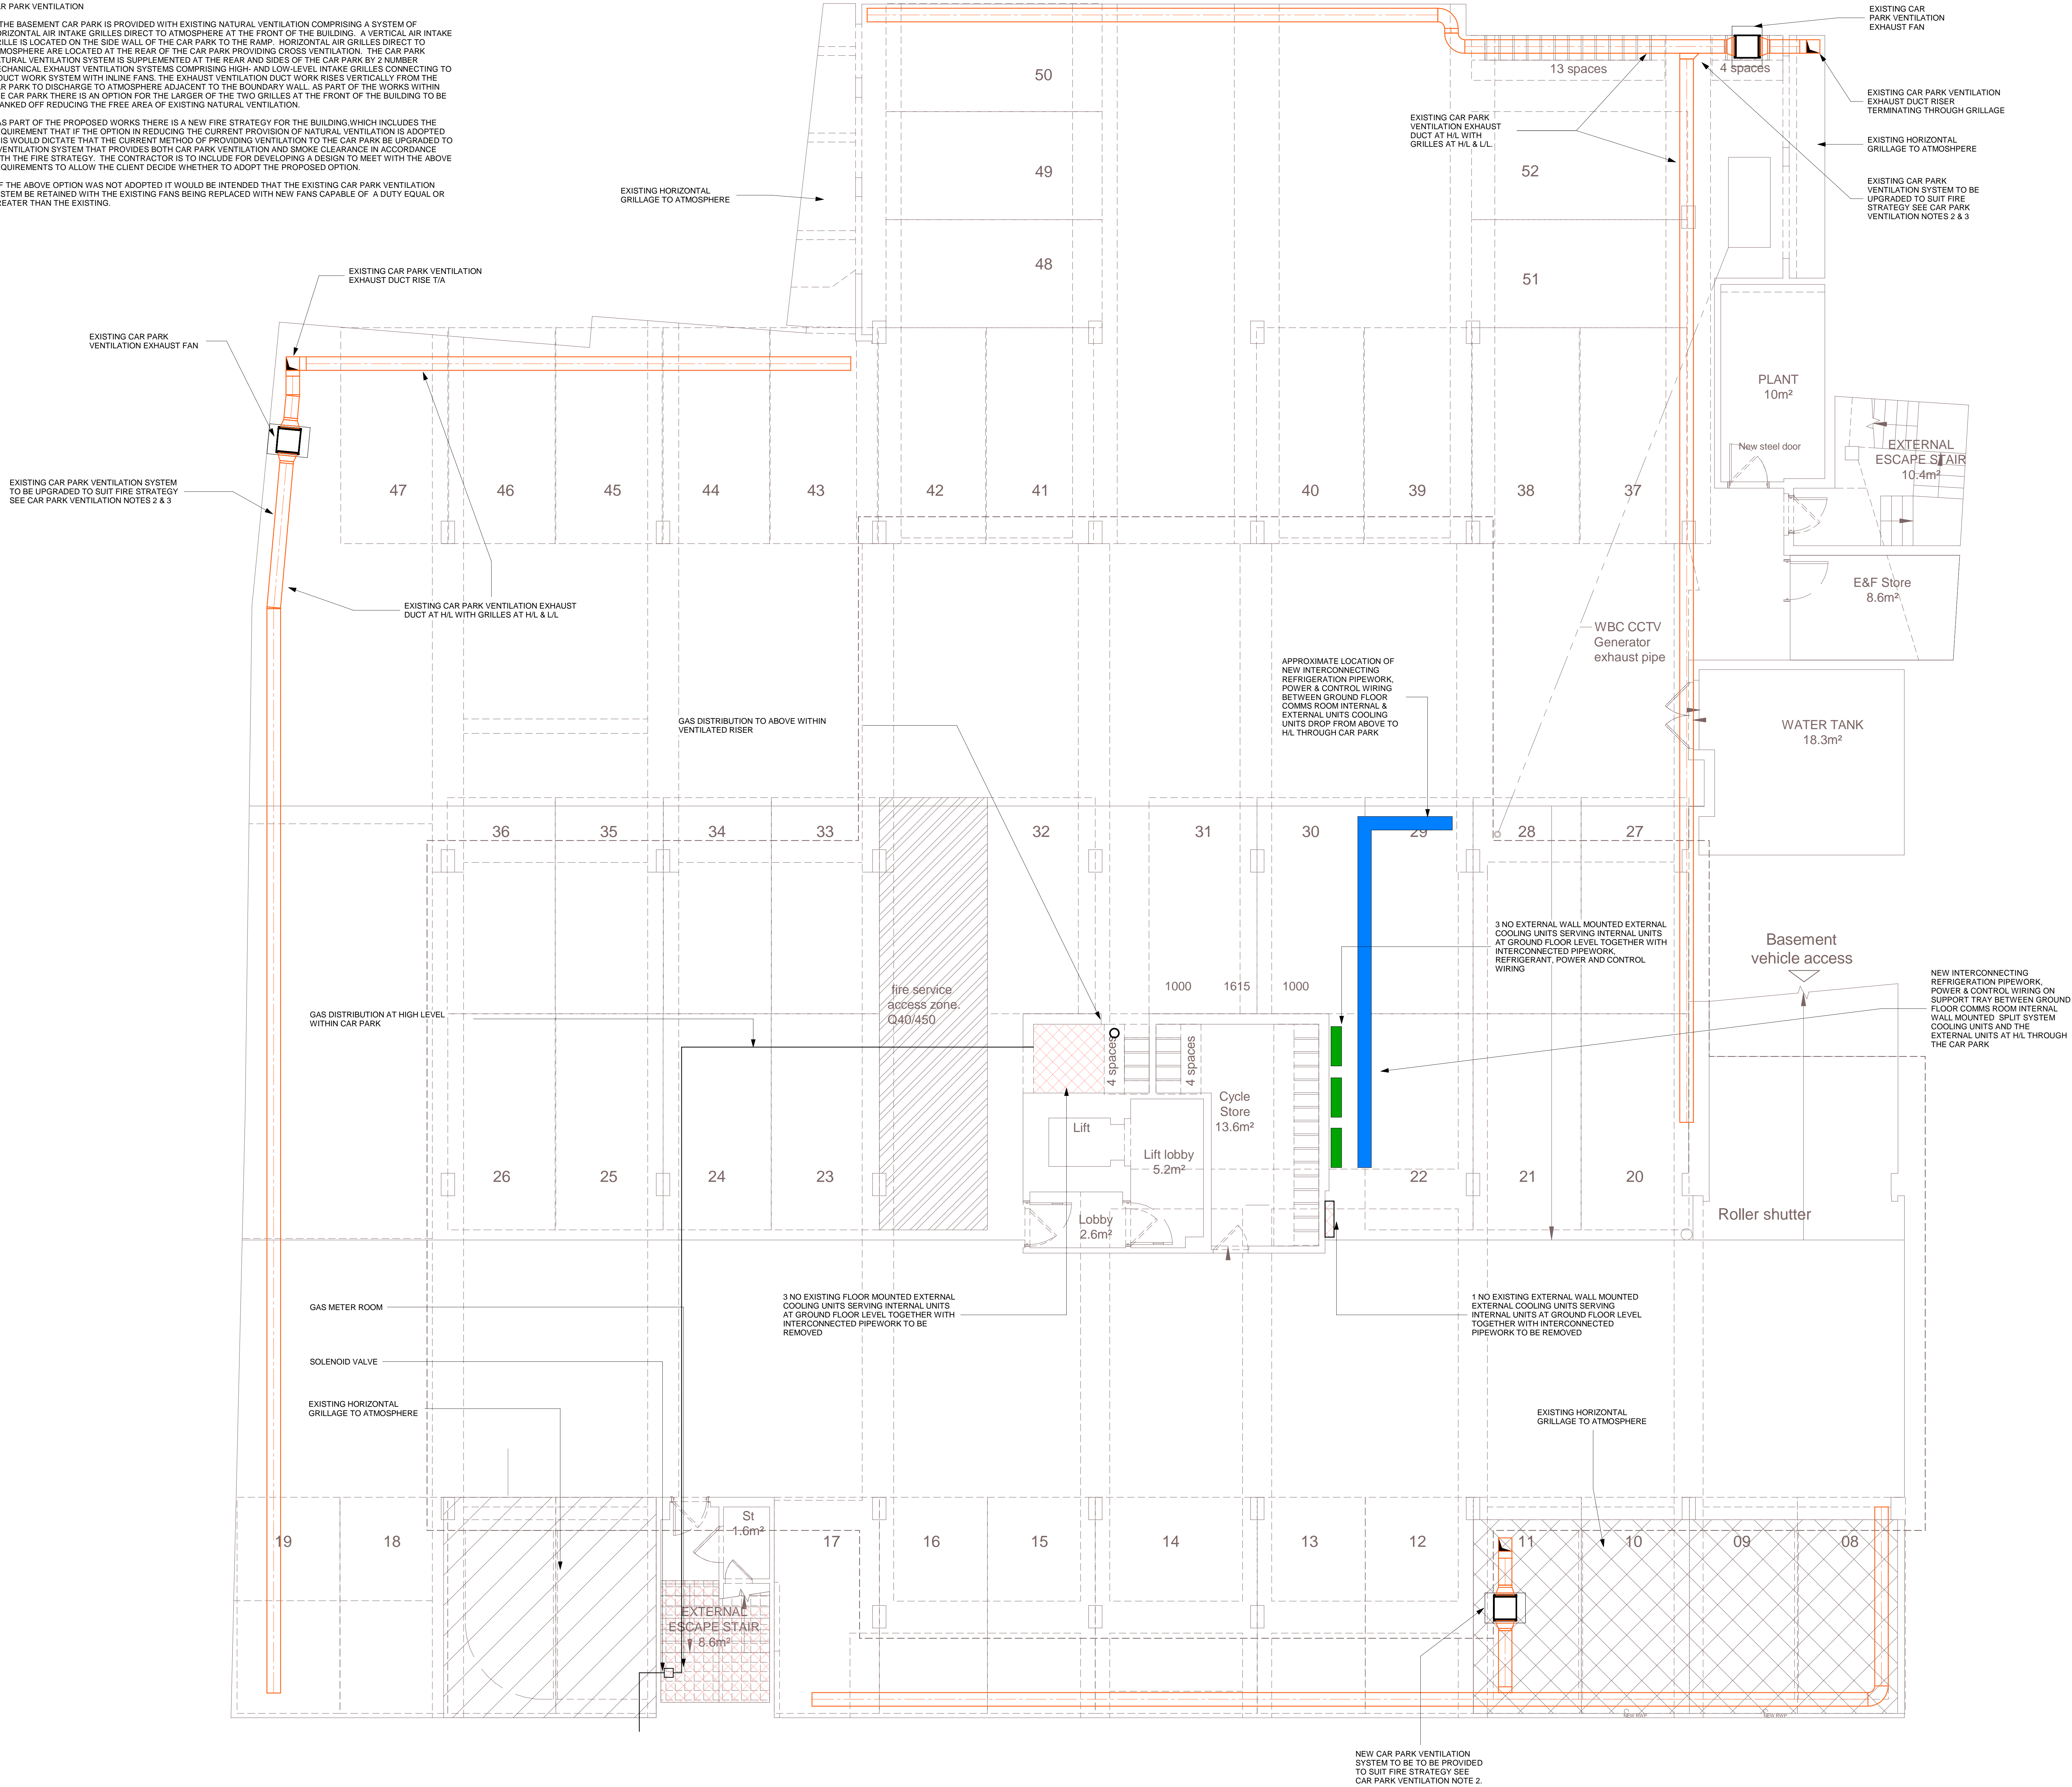 AR PARK VENTILATION
THE BASEMENT CAR PARK IS PROVIDED WITH EXISTING NATURAL VENTILATION COMPRISING A SYSTEM OF
ORIZONTAL AIR INTAKE GRILLES DIRECT TO ATMOSPHERE AT THE FRONT OF THE BUILDING.  A VERTICAL AIR INTAKE
RILLE IS LOCATED ON THE SIDE WALL OF THE CAR PARK TO THE RAMP.  HORIZONTAL AIR GRILLES DIRECT TO
MOSPHERE ARE LOCATED AT THE REAR OF THE CAR PARK PROVIDING CROSS VENTILATION.  THE CAR PARK
ATURAL VENTILATION SYSTEM IS SUPPLEMENTED AT THE REAR AND SIDES OF THE CAR PARK BY 2 NUMBER
ECHANICAL EXHAUST VENTILATION SYSTEMS COMPRISING HIGH- AND LOW-LEVEL INTAKE GRILLES CONNECTING TO
DUCT WORK SYSTEM WITH INLINE FANS. THE EXHAUST VENTILATION DUCT WORK RISES VERTICALLY FROM THE
AR PARK TO DISCHARGE TO ATMOSPHERE ADJACENT TO THE BOUNDARY WALL. AS PART OF THE WORKS WITHIN
E CAR PARK THERE IS AN OPTION FOR THE LARGER OF THE TWO GRILLES AT THE FRONT OF THE BUILDING TO BE
ANKED OFF REDUCING THE FREE AREA OF EXISTING NATURAL VENTILATION.
AS PART OF THE PROPOSED WORKS THERE IS A NEW FIRE STRATEGY FOR THE BUILDING,WHICH INCLUDES THE
QUIREMENT THAT IF THE OPTION IN REDUCING THE CURRENT PROVISION OF NATURAL VENTILATION IS ADOPTED
IS WOULD DICTATE THAT THE CURRENT METHOD OF PROVIDING VENTILATION TO THE CAR PARK BE UPGRADED TO
VENTILATION SYSTEM THAT PROVIDES BOTH CAR PARK VENTILATION AND SMOKE CLEARANCE IN ACCORDANCE
TH THE FIRE STRATEGY.  THE CONTRACTOR IS TO INCLUDE FOR DEVELOPING A DESIGN TO MEET WITH THE ABOVE
QUIREMENTS TO ALLOW THE CLIENT DECIDE WHETHER TO ADOPT THE PROPOSED OPTION.
F THE ABOVE OPTION WAS NOT ADOPTED IT WOULD BE INTENDED THAT THE EXISTING CAR PARK VENTILATION
STEM BE RETAINED WITH THE EXISTING FANS BEING REPLACED WITH NEW FANS CAPABLE OF  A DUTY EQUAL OR
REATER THAN THE EXISTING.
EXISTING CAR
PARK VENTILATION
EXHAUST FAN
13 spaces
4 spaces
50
EXISTING CAR PARK VENTILATION
EXHAUST DUCT RISER
TERMINATING THROUGH GRILLAGE
EXISTING CAR PARK
VENTILATION EXHAUST
DUCT AT H/L WITH
GRILLES AT H/L & L/L.
EXISTING HORIZONTAL
GRILLAGE TO ATMOSHPERE
49
52
EXISTING CAR PARK
VENTILATION SYSTEM TO BE
UPGRADED TO SUIT FIRE
STRATEGY SEE CAR PARK
VENTILATION NOTES 2 & 3
EXISTING HORIZONTAL
GRILLAGE TO ATMOSPHERE
48
51
EXISTING CAR PARK VENTILATION
EXHAUST DUCT RISE T/A
EXISTING CAR PARK
VENTILATION EXHAUST FAN
PLANT
10m²
New steel door
EXTERNAL
ESCAPE STAIR
10.4m²
EXISTING CAR PARK VENTILATION SYSTEM
TO BE UPGRADED TO SUIT FIRE STRATEGY
SEE CAR PARK VENTILATION NOTES 2 & 3
47
46
45
44
43
42
41
40
39
38
37
EXISTING CAR PARK VENTILATION EXHAUST
DUCT AT H/L WITH GRILLES AT H/L & L/L
E&F Store
8.6m²
WBC CCTV
Generator
exhaust pipe
APPROXIMATE LOCATION OF
NEW INTERCONNECTING
REFRIGERATION PIPEWORK,
POWER & CONTROL WIRING
BETWEEN GROUND FLOOR
COMMS ROOM INTERNAL &
EXTERNAL UNITS COOLING
UNITS DROP FROM ABOVE TO
H/L THROUGH CAR PARK
GAS DISTRIBUTION TO ABOVE WITHIN
VENTILATED RISER
WATER TANK
18.3m²
36
35
34
33
32
31
30
29
28
27
3 NO EXTERNAL WALL MOUNTED EXTERNAL
COOLING UNITS SERVING INTERNAL UNITS
AT GROUND FLOOR LEVEL TOGETHER WITH
INTERCONNECTED PIPEWORK,
REFRIGERANT, POWER AND CONTROL
WIRING
Basement
vehicle access
NEW INTERCONNECTING
REFRIGERATION PIPEWORK,
POWER & CONTROL WIRING ON
SUPPORT TRAY BETWEEN GROUND
FLOOR COMMS ROOM INTERNAL
WALL MOUNTED  SPLIT SYSTEM
COOLING UNITS AND THE
EXTERNAL UNITS AT H/L THROUGH
THE CAR PARK
fire service
access zone.
Q40/450
1000
1615
1000
GAS DISTRIBUTION AT HIGH LEVEL
WITHIN CAR PARK
4 spaces
4 spaces
Cycle
Store
13.6m²
Lift
Lift lobby
5.2m²
26
25
24
23
22
21
20
Lobby
2.6m²
Roller shutter
GAS METER ROOM
3 NO EXISTING FLOOR MOUNTED EXTERNAL
COOLING UNITS SERVING INTERNAL UNITS
AT GROUND FLOOR LEVEL TOGETHER WITH
INTERCONNECTED PIPEWORK TO BE
REMOVED
1 NO EXISTING EXTERNAL WALL MOUNTED
EXTERNAL COOLING UNITS SERVING
INTERNAL UNITS AT GROUND FLOOR LEVEL
TOGETHER WITH INTERCONNECTED
PIPEWORK TO BE REMOVED
SOLENOID VALVE
EXISTING HORIZONTAL
GRILLAGE TO ATMOSPHERE
EXISTING HORIZONTAL
GRILLAGE TO ATMOSPHERE
St
1.6m²
19
18
17
16
15
14
13
12
11
10
09
08
EXTERNAL
ESCAPE STAIR
8.6m²
NEW RWP
NEW RWP
NEW CAR PARK VENTILATION
SYSTEM TO BE TO BE PROVIDED
TO SUIT FIRE STRATEGY SEE
CAR PARK VENTILATION NOTE 2.